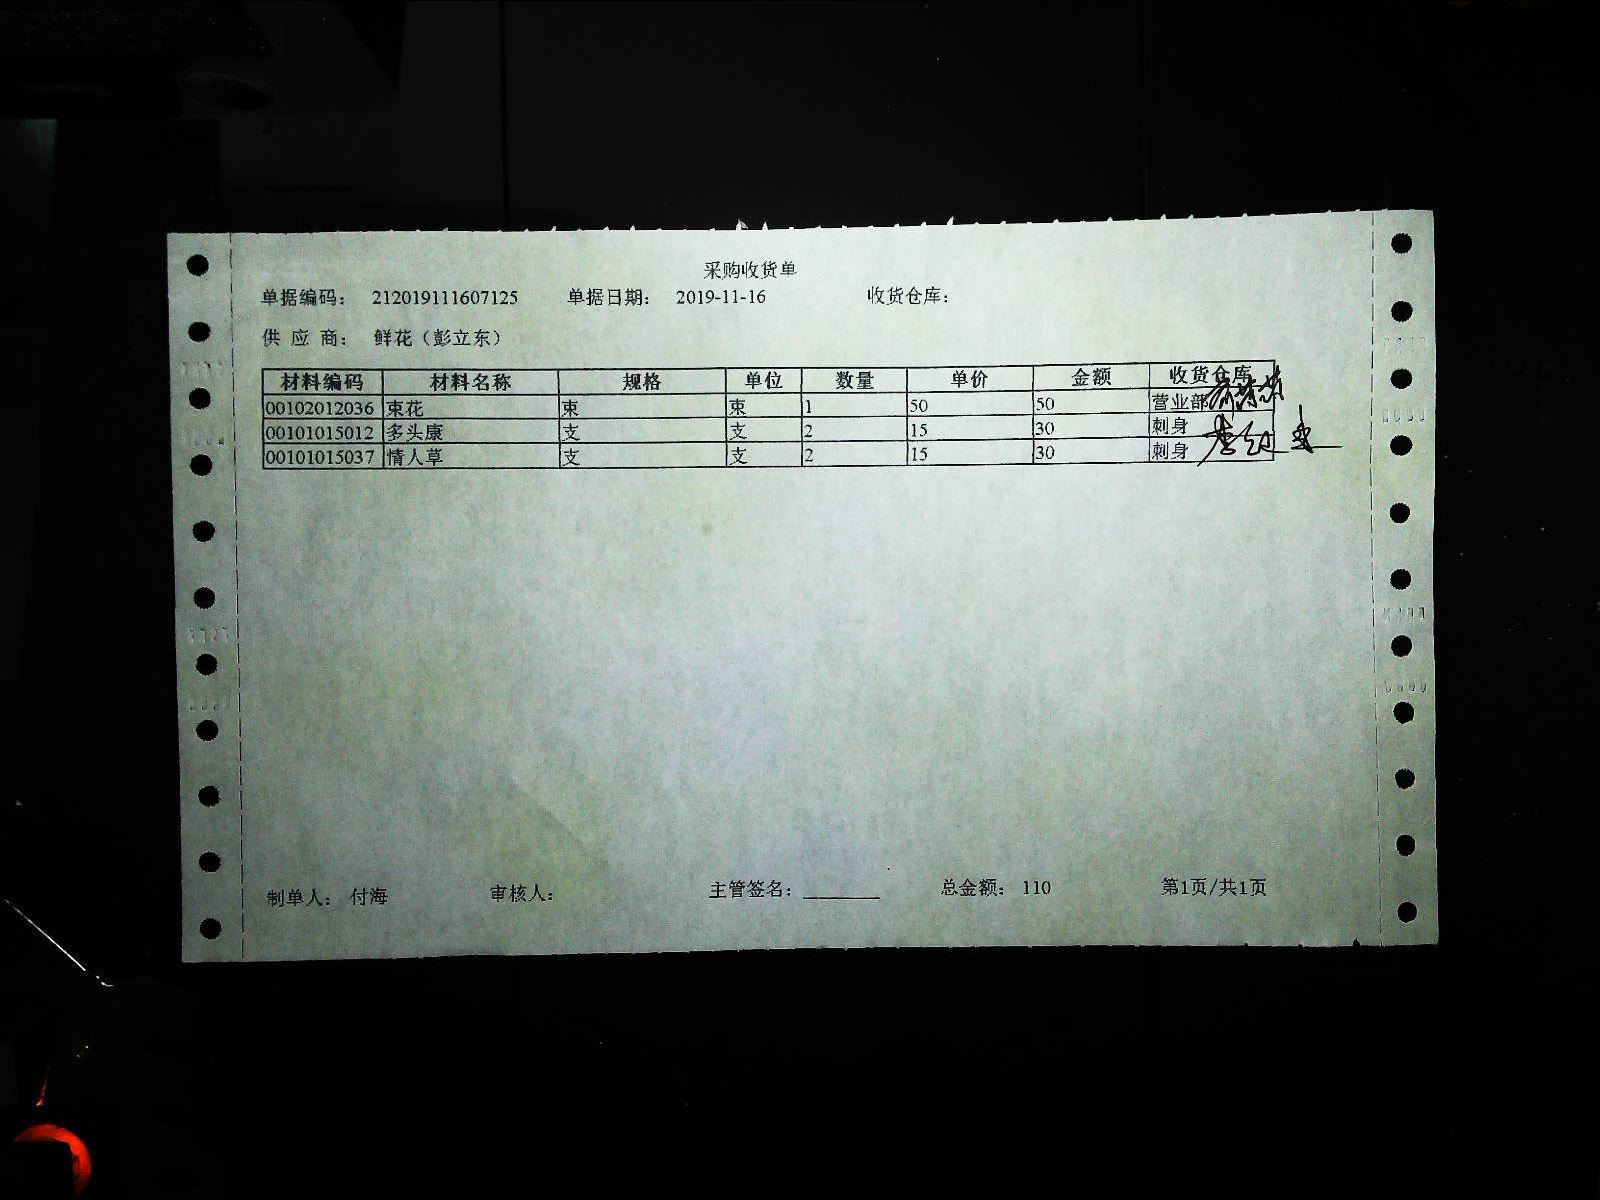 采购收货单
单据编码： 212019111607125 单据日期： 2019-11-16 收货仓库：
供 应 商： 鲜花（彭立东）
材料编码 材料名称 规格 单位 数量 单价 金额 收货仓库
00102012036 束花 束 束 1 50 50 营业部
00101015012 多头康 支 支 2 15 30 刺身
00101015037 情人草 支 支 2 15 30 刺身
制单人： 付海 审核人： 主管签名：________ 总金额： 110 第1页/共1页